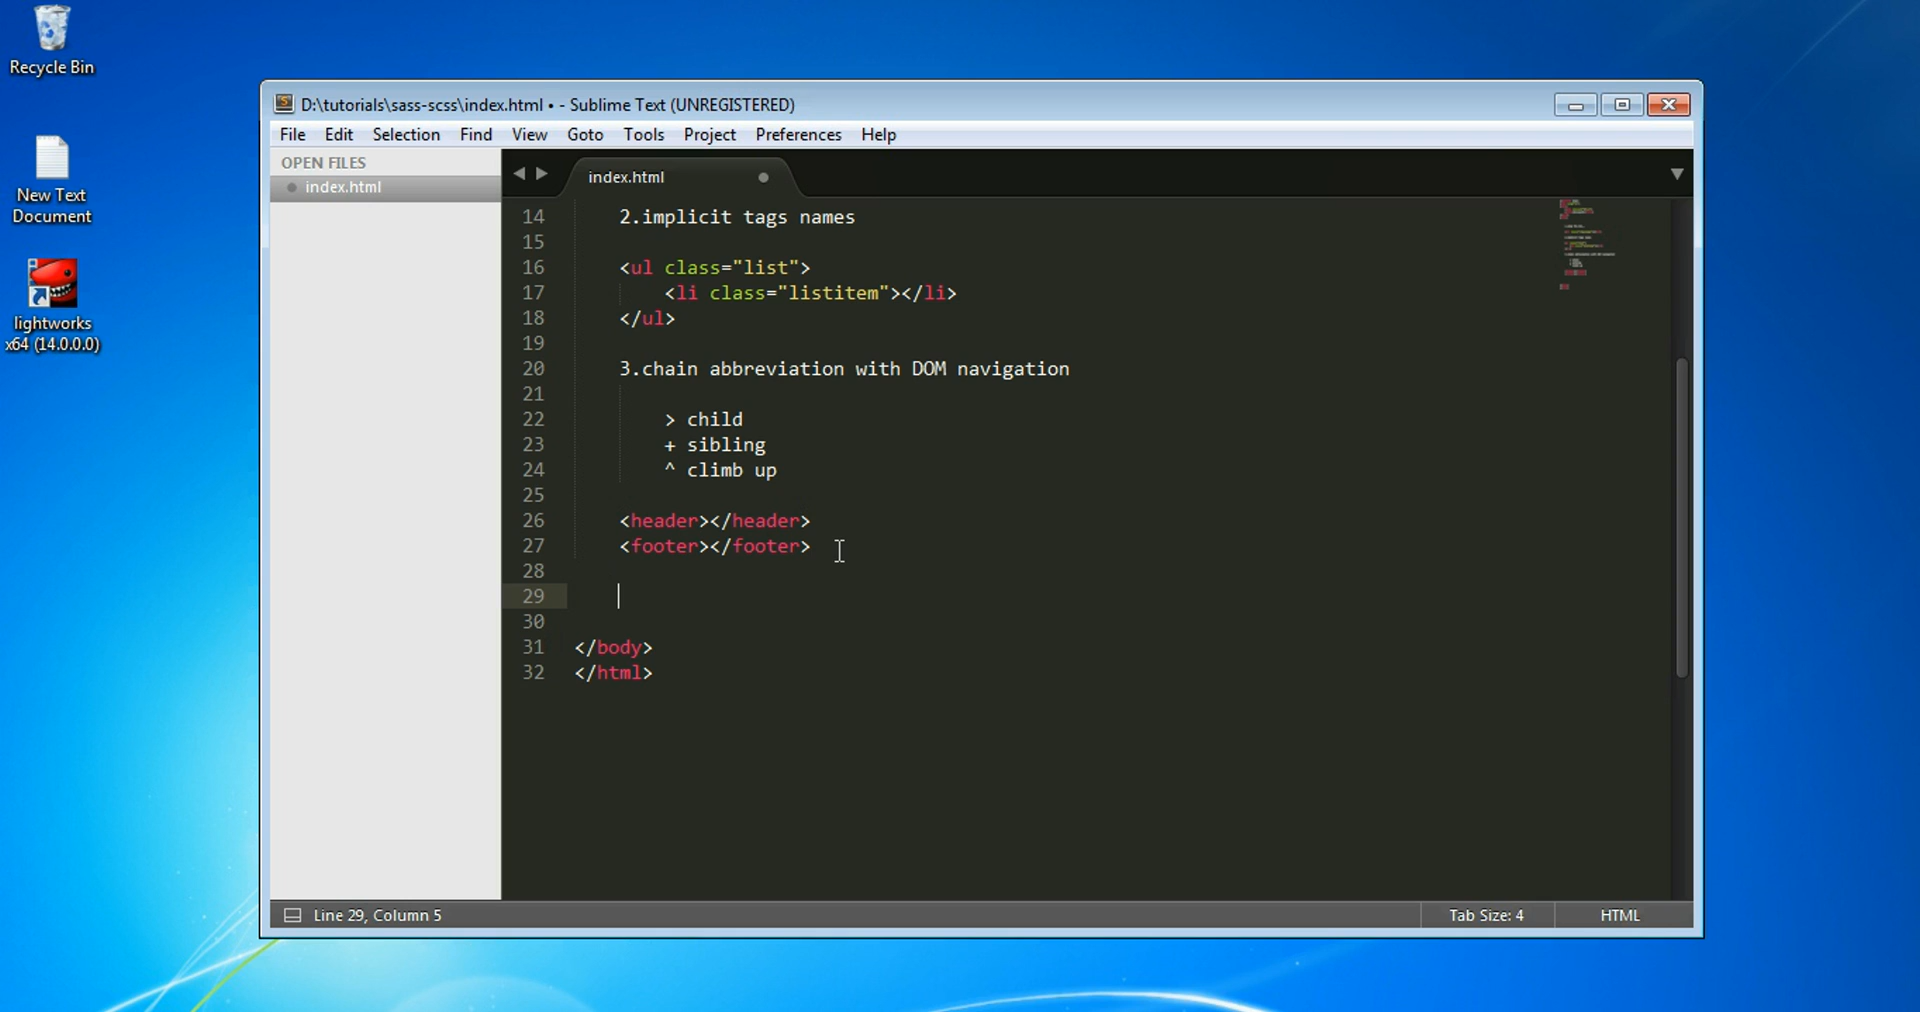 Recycle Bin
New Text
Document
lightworks
x64 (14.0.0.0)
D:\tutorials\sass-scss\index.html • - Sublime Text (UNREGISTERED)
File Edit Selection Find View Goto Tools Project Preferences Help
OPEN FILES
index.html
index.html
14 2.implicit tags names
15
16 <ul class="list">
17 <li class="listitem"></li>
18 </ul>
19
20 3.chain abbreviation with DOM navigation
21
22 > child
23 + sibling
24 ^ climb up
25
26 <header></header>
27 <footer></footer>
28
29
30
31 </body>
32 </html>
Line 29, Column 5
Tab Size: 4 HTML